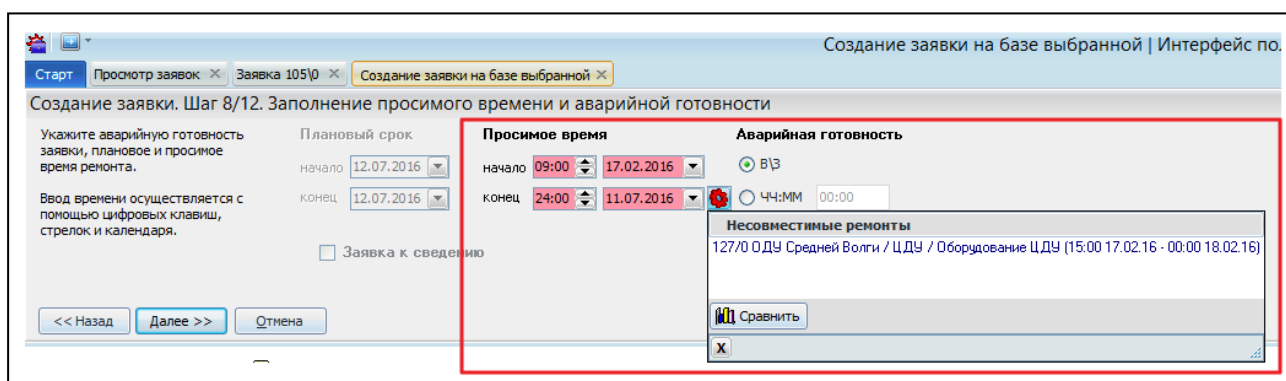 Создание заявки на базе выбранной | Интерфейс по.
Старт Просмотр заявок Заявка 105\0 Создание заявки на базе выбранной
Создание заявки. Шаг 8/12. Заполнение просимого времени и аварийной готовности
Укажите аварийную готовность
заявки, плановое и просимое
время ремонта.
Ввод времени осуществляется с
помощью цифровых клавиш,
стрелок и календаря.
Плановый срок
начало 12.07.2016
конец 12.07.2016
Заявка к сведению
Просимое время
начало 09:00 17.02.2016
конец 24:00 11.07.2016
Аварийная готовность
В\З
ЧЧ:ММ 00:00
Несовместимые ремонты
127/0 ОДУ Средней Волги / ЦДУ / Оборудование ЦДУ (15:00 17.02.16 - 00:00 18.02.16)
Сравнить
X
<< Назад Далее >> Отмена